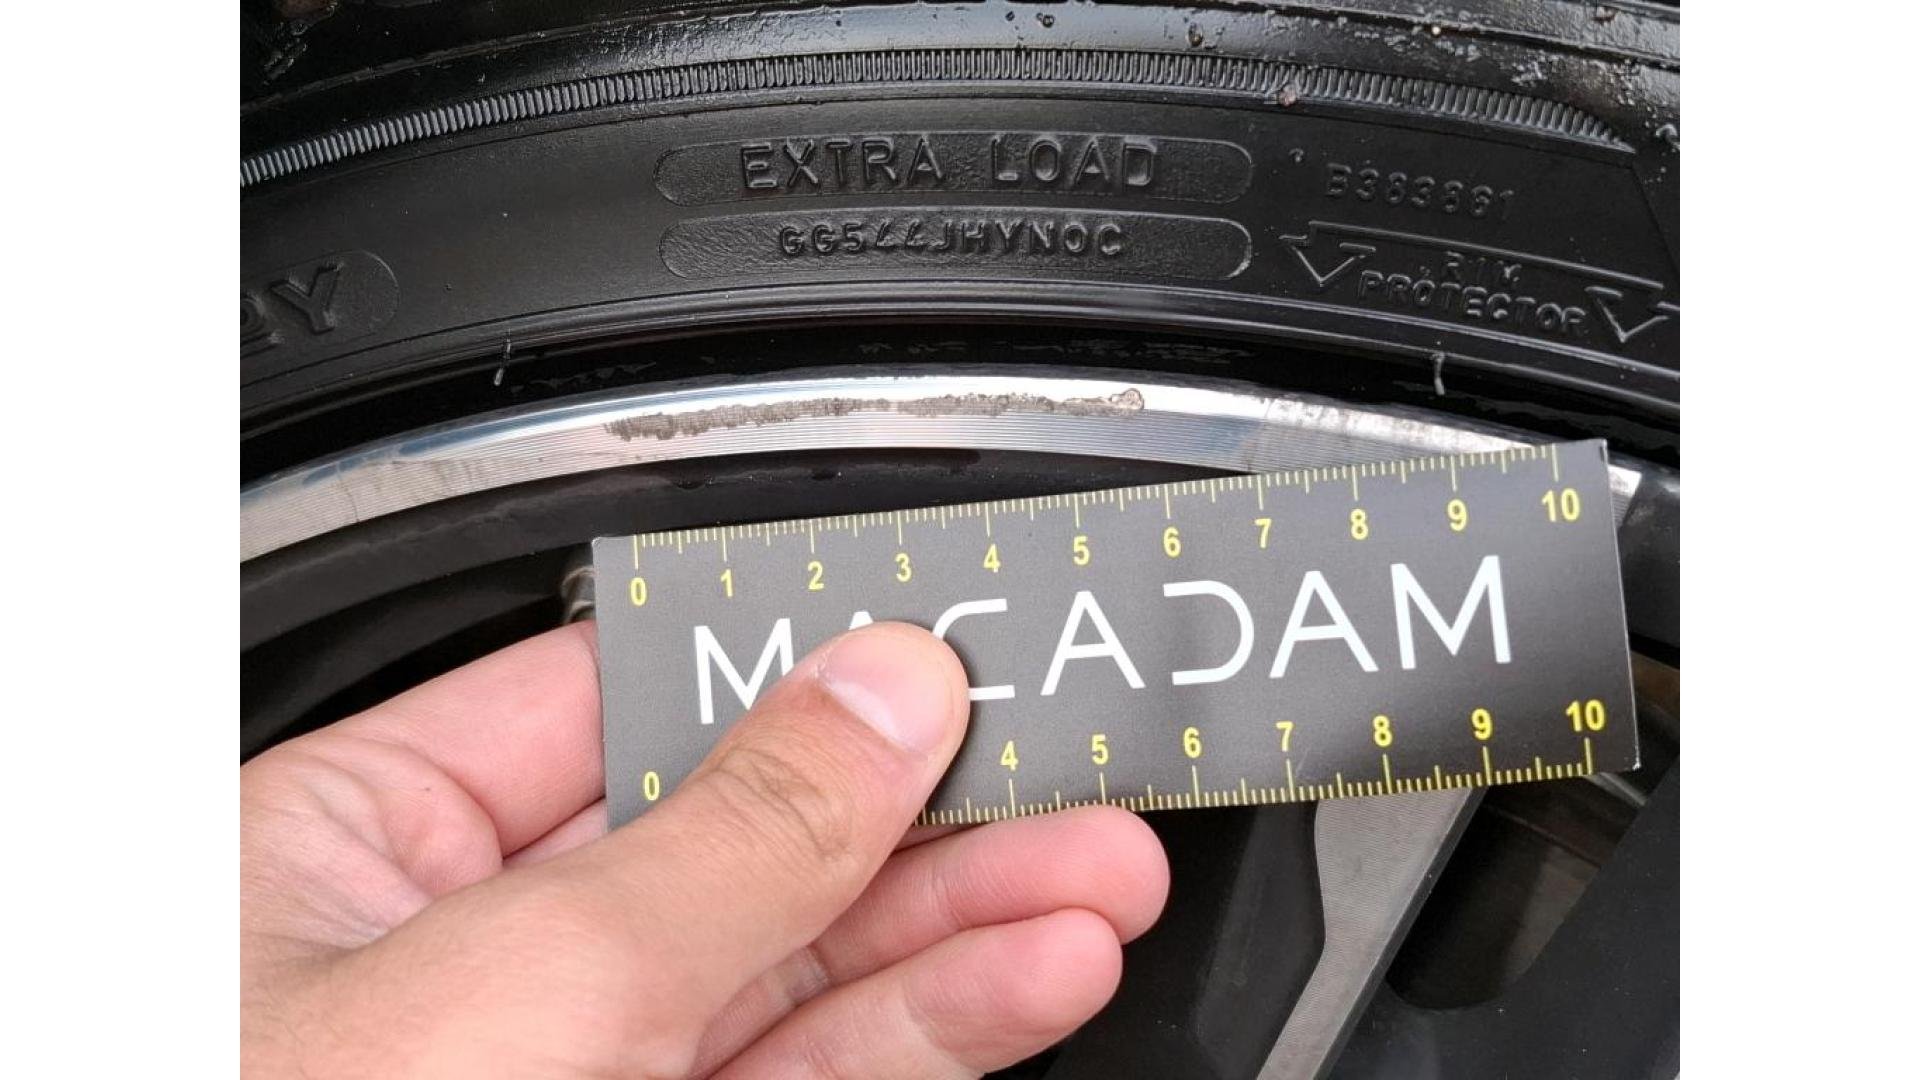 EXTRA LOAD
B383861
GG544JHYNOC
RIM
PROTECTOR
0 1 2 3 4 5 6 7 8 9 10
MACADAM
0 4 5 6 7 8 9 10